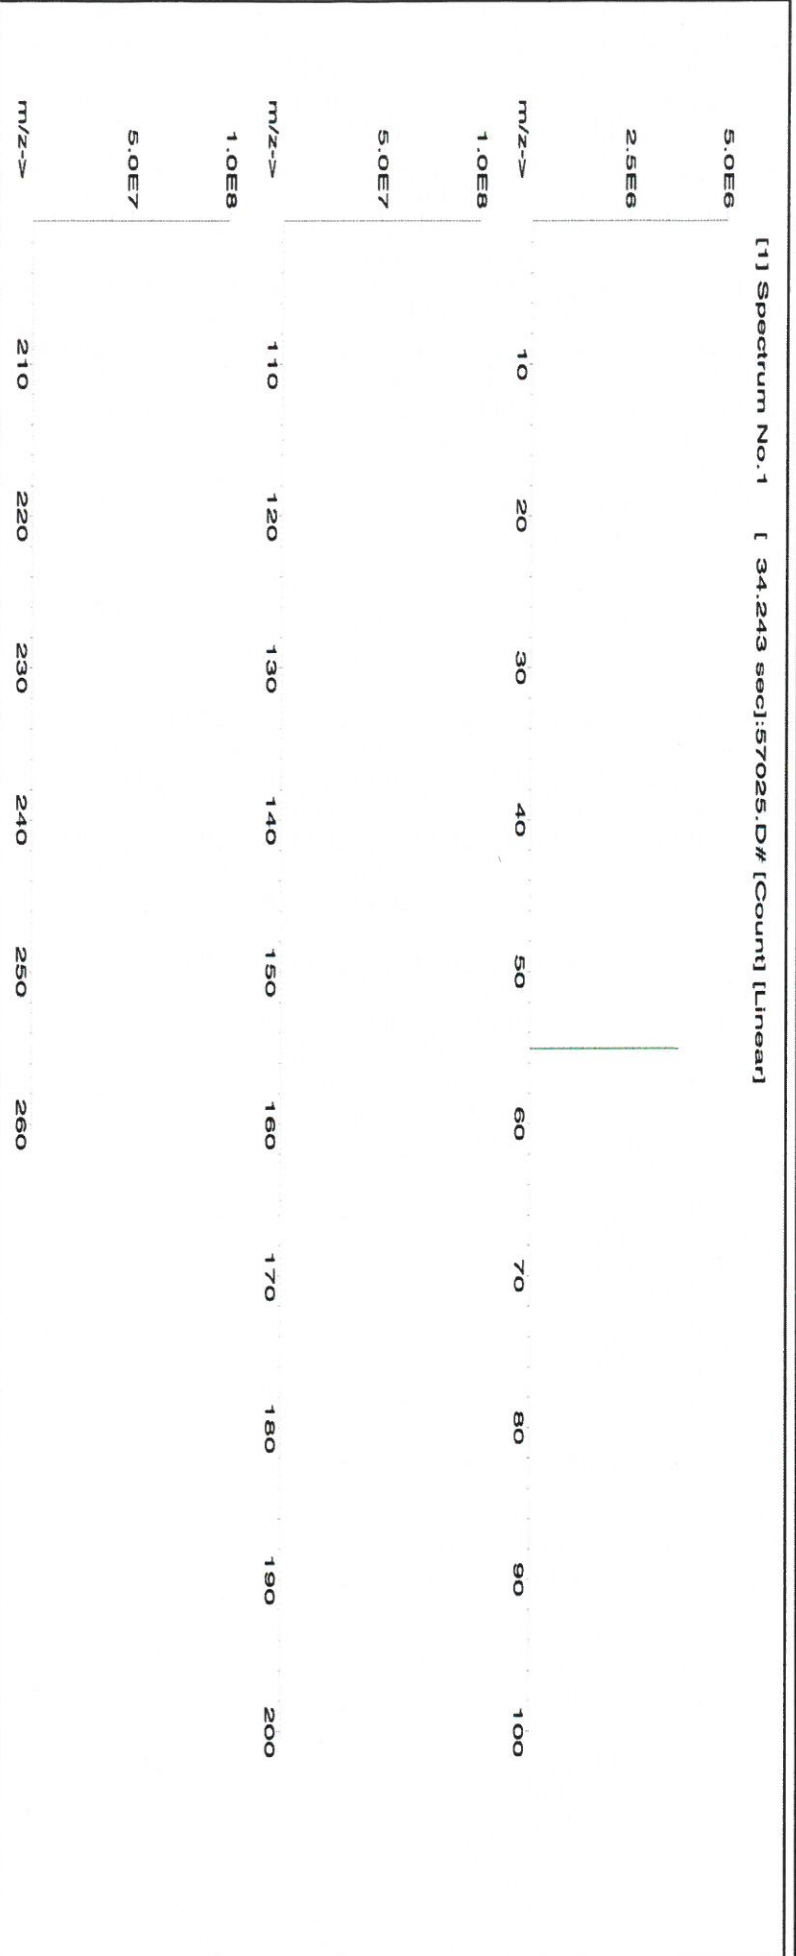 [1] Spectrum No.1 [ 34.243 sec]:57025.D# [Count] [Linear]
5.0E6
2.5E6
m/z-> 10 20 30 40 50 60 70 80 90 100
1.0E8
5.0E7
m/z-> 110 120 130 140 150 160 170 180 190 200
1.0E8
5.0E7
m/z-> 210 220 230 240 250 260